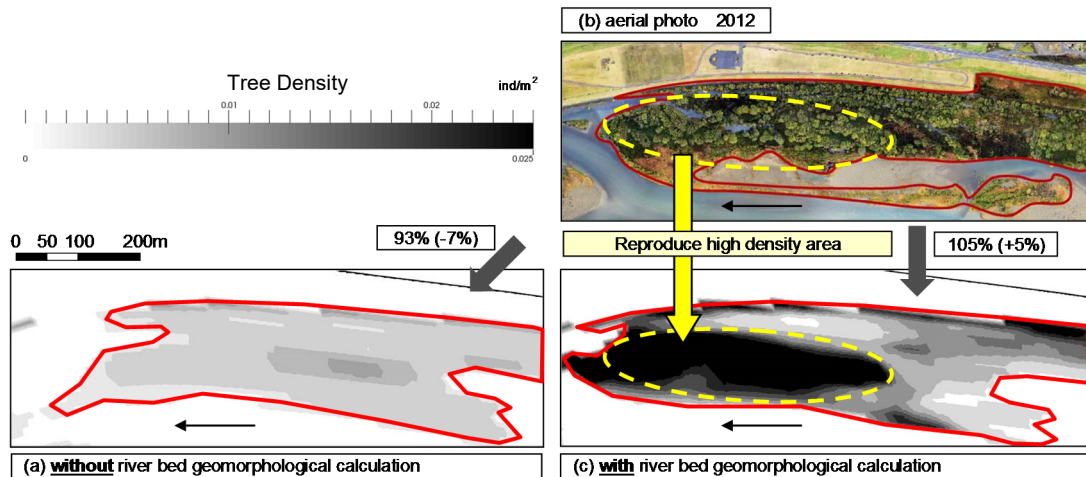 (b) aerial photo 2012
Tree Density
ind/m²
0.01
0.02
0
0.025
0 50 100 200m
93% (-7%)
Reproduce high density area
105% (+5%)
(a) without river bed geomorphological calculation
(c) with river bed geomorphological calculation